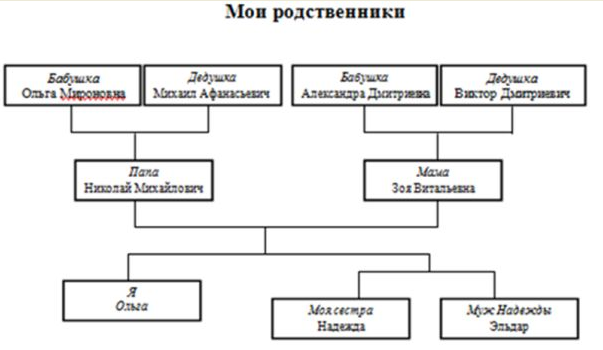 Мои родственники
Бабушка
Ольга Мироновна
Дедушка
Михаил Афанасьевич
Бабушка
Александра Дмитриевна
Дедушка
Виктор Дмитриевич
Папа
Николай Михайлович
Мама
Зоя Витальевна
Я
Ольга
Моя сестра
Надежда
Муж Надежды
Эльдар